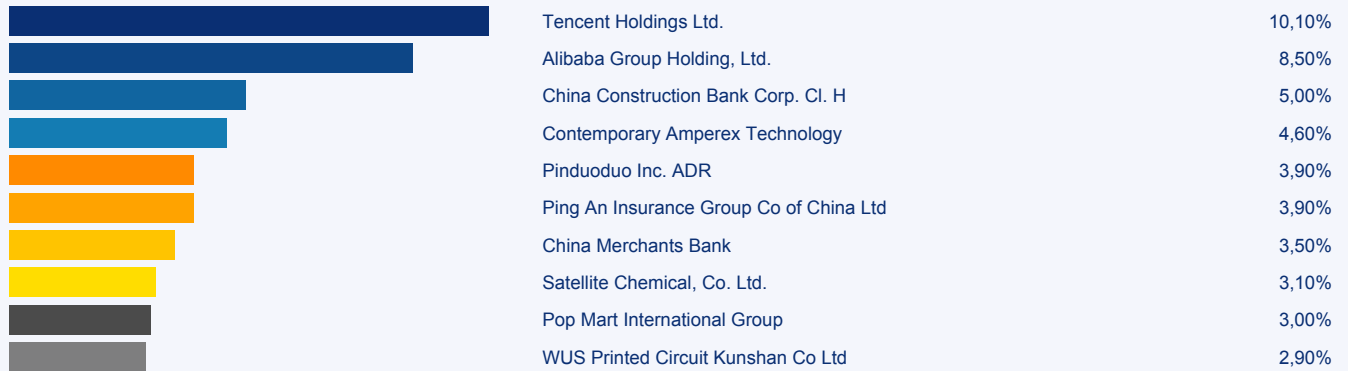 Tencent Holdings Ltd. 10,10%
Alibaba Group Holding, Ltd. 8,50%
China Construction Bank Corp. Cl. H 5,00%
Contemporary Amperex Technology 4,60%
Pinduoduo Inc. ADR 3,90%
Ping An Insurance Group Co of China Ltd 3,90%
China Merchants Bank 3,50%
Satellite Chemical, Co. Ltd. 3,10%
Pop Mart International Group 3,00%
WUS Printed Circuit Kunshan Co Ltd 2,90%